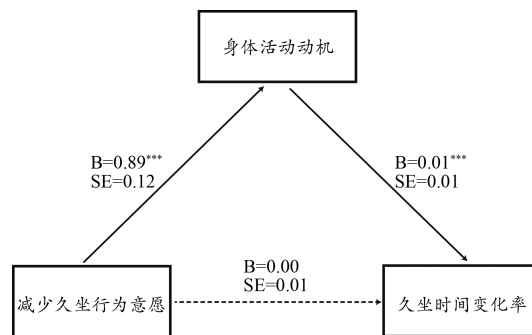 身体活动动机
B=0.89***
SE=0.12
B=0.01***
SE=0.01
B=0.00
SE=0.01
减少久坐行为意愿
久坐时间变化率